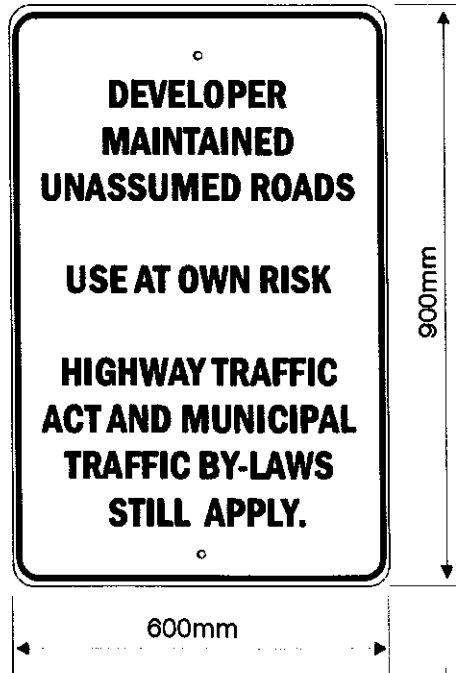 DEVELOPER
MAINTAINED
UNASSUMED ROADS
USE AT OWN RISK
HIGHWAY TRAFFIC
ACT AND MUNICIPAL
TRAFFIC BY-LAWS
STILL APPLY.
900mm
600mm